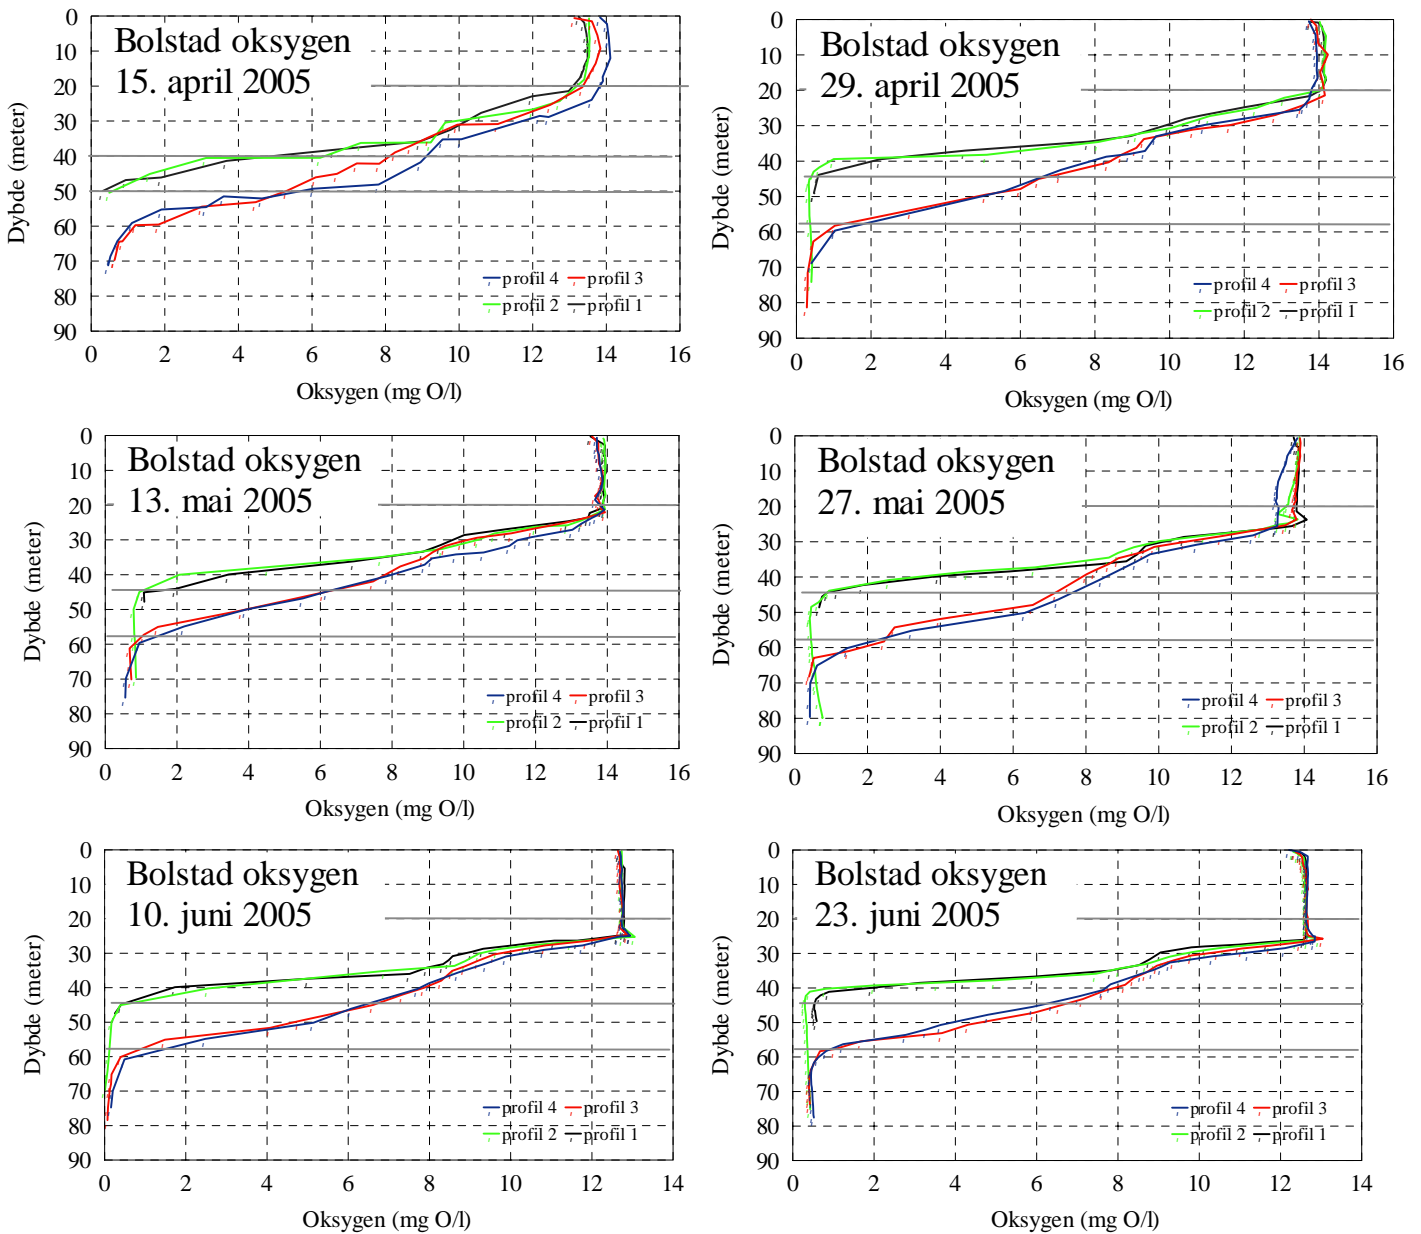 Bolstad oksygen
15. april 2005
Dybde (meter)
0
10
20
30
40
50
60
70
80
90
profil 4 profil 3
profil 2 profil 1
0 2 4 6 8 10 12 14 16
Oksygen (mg O/l)
Bolstad oksygen
29. april 2005
Dybde (meter)
0
10
20
30
40
50
60
70
80
90
profil 4 profil 3
profil 2 profil 1
0 2 4 6 8 10 12 14 16
Oksygen (mg O/l)
Bolstad oksygen
13. mai 2005
Dybde (meter)
0
10
20
30
40
50
60
70
80
90
profil 4 profil 3
profil 2 profil 1
0 2 4 6 8 10 12 14 16
Oksygen (mg O/l)
Bolstad oksygen
27. mai 2005
Dybde (meter)
0
10
20
30
40
50
60
70
80
90
profil 4 profil 3
profil 2 profil 1
0 2 4 6 8 10 12 14 16
Oksygen (mg O/l)
Bolstad oksygen
10. juni 2005
Dybde (meter)
0
10
20
30
40
50
60
70
80
90
profil 4 profil 3
profil 2 profil 1
0 2 4 6 8 10 12 14
Oksygen (mg O/l)
Bolstad oksygen
23. juni 2005
Dybde (meter)
0
10
20
30
40
50
60
70
80
90
profil 4 profil 3
profil 2 profil 1
0 2 4 6 8 10 12 14
Oksygen (mg O/l)